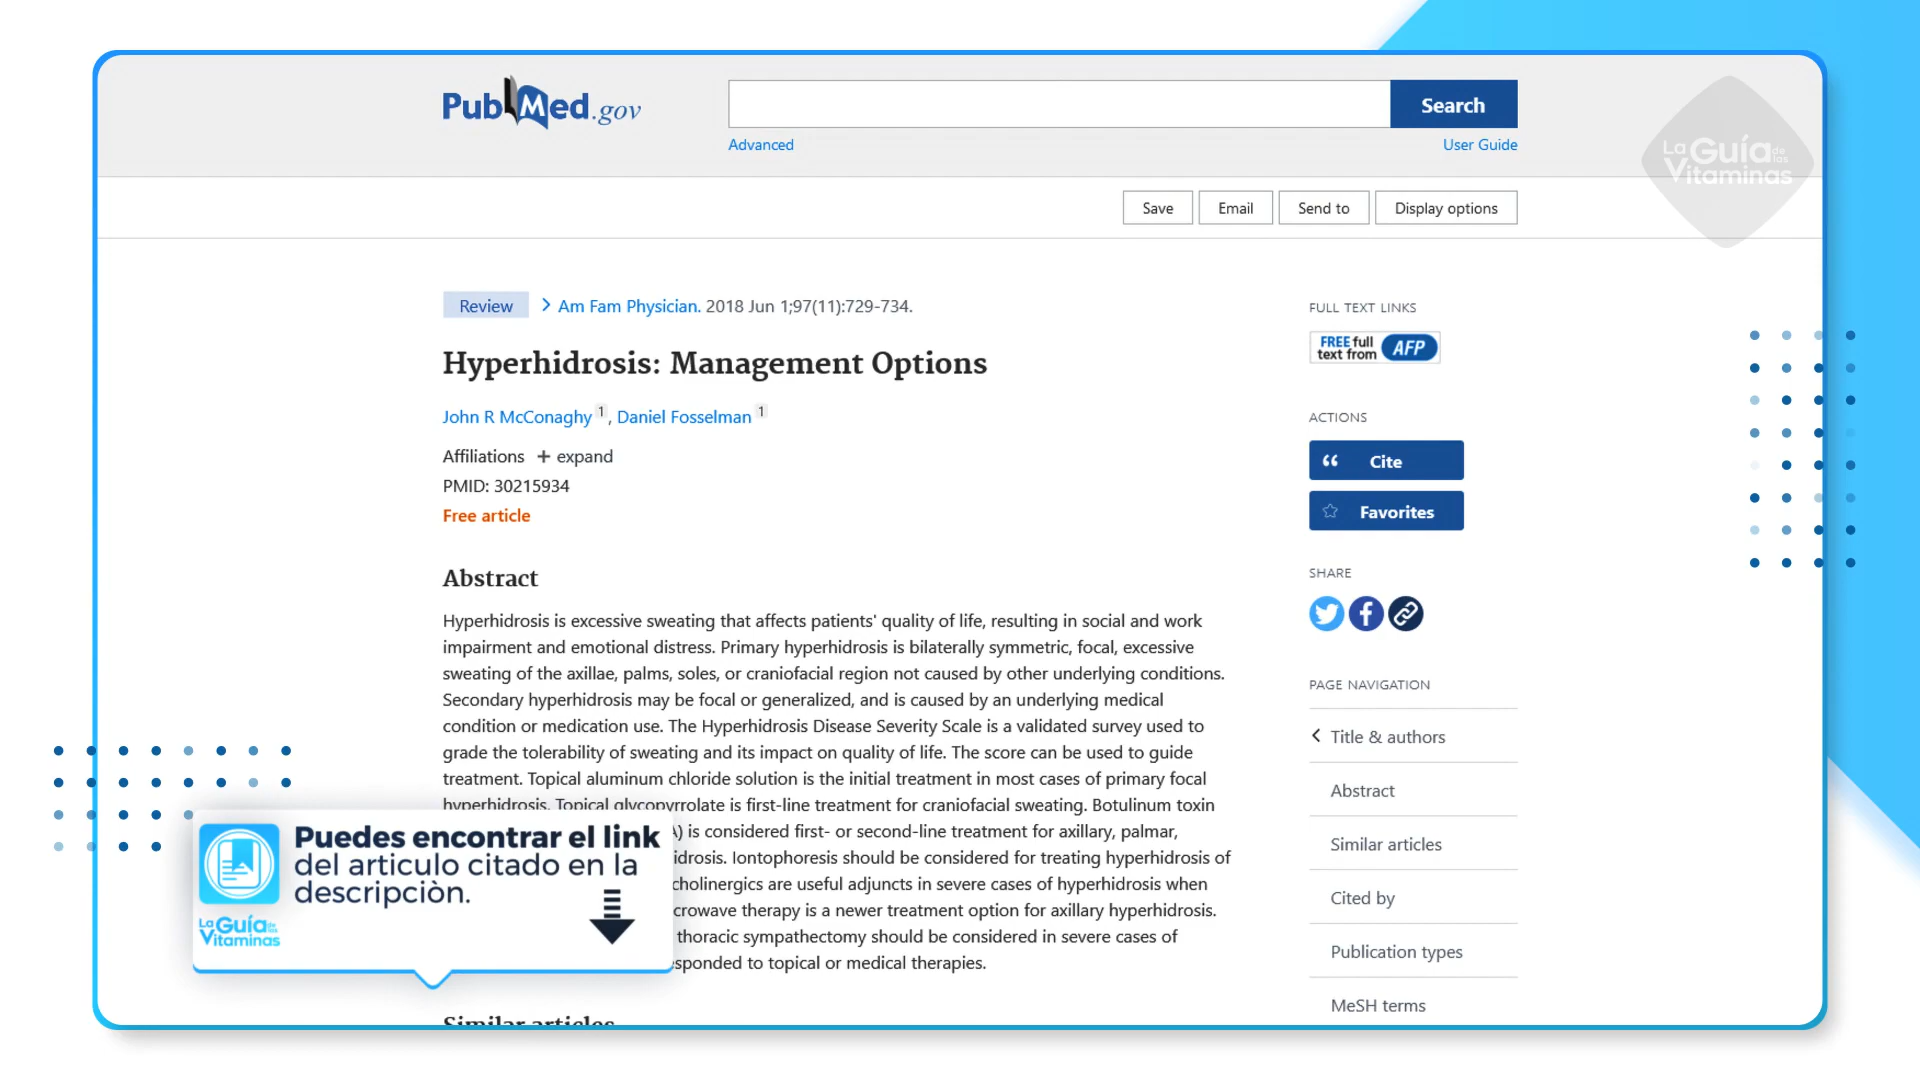 PubMed.gov
Search
Advanced
User Guide
La Guía de las Vitaminas
Save
Email
Send to
Display options
Review
Am Fam Physician. 2018 Jun 1;97(11):729-734.
Hyperhidrosis: Management Options
John R McConaghy 1, Daniel Fosselman 1
Affiliations + expand
PMID: 30215934
Free article
Abstract
Hyperhidrosis is excessive sweating that affects patients' quality of life, resulting in social and work
impairment and emotional distress. Primary hyperhidrosis is bilaterally symmetric, focal, excessive
sweating of the axillae, palms, soles, or craniofacial region not caused by other underlying conditions.
Secondary hyperhidrosis may be focal or generalized, and is caused by an underlying medical
condition or medication use. The Hyperhidrosis Disease Severity Scale is a validated survey used to
grade the tolerability of sweating and its impact on quality of life. The score can be used to guide
treatment. Topical aluminum chloride solution is the initial treatment in most cases of primary focal
hyperhidrosis. Topical glycopyrrolate is first-line treatment for craniofacial sweating. Botulinum toxin
A) is considered first- or second-line treatment for axillary, palmar,
idrosis. Iontophoresis should be considered for treating hyperhidrosis of
cholinergics are useful adjuncts in severe cases of hyperhidrosis when
crowave therapy is a newer treatment option for axillary hyperhidrosis.
thoracic sympathectomy should be considered in severe cases of
sponded to topical or medical therapies.
Similar articles
Puedes encontrar el link
del articulo citado en la
descripciòn.
La Guía de las
Vitaminas
FULL TEXT LINKS
FREE full
text from AFP
ACTIONS
Cite
Favorites
SHARE
PAGE NAVIGATION
Title & authors
Abstract
Similar articles
Cited by
Publication types
MeSH terms